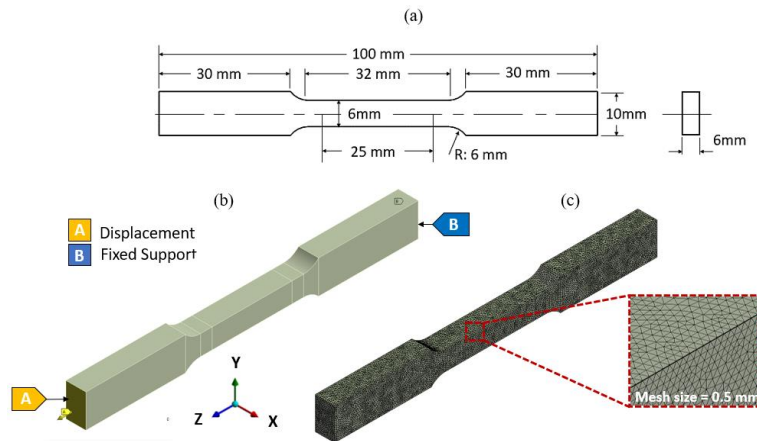 (a)
100 mm
30 mm
32 mm
30 mm
6mm
10mm
25 mm
R: 6 mm
6mm
(b)
(c)
A Displacement
B Fixed Support
B
A
Y
Z
X
Mesh size = 0.5 mm